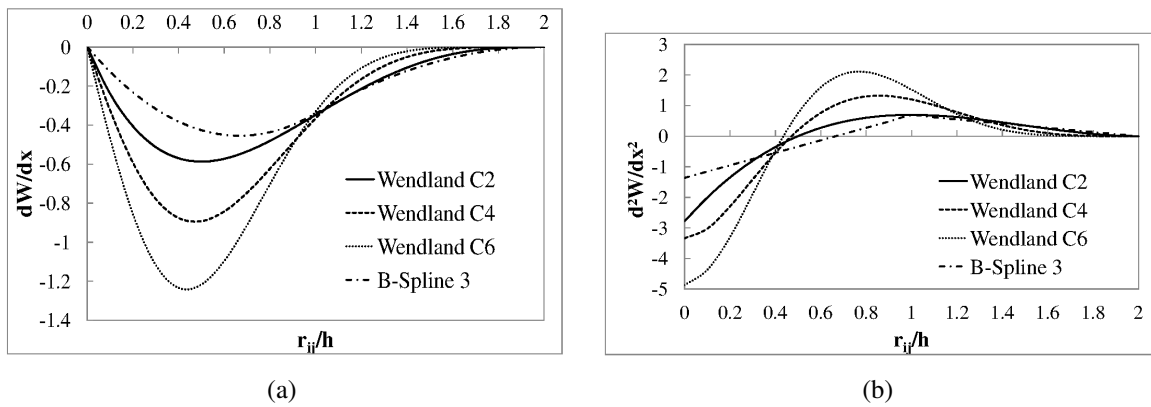 0 0.2 0.4 0.6 0.8 1 1.2 1.4 1.6 1.8 2
0
-0.2
-0.4
-0.6
-0.8
-1
-1.2
-1.4
dW/dx
Wendland C2
Wendland C4
Wendland C6
B-Spline 3
r_ij/h
(a)
5
4
3
2
1
0
-1
-2
-3
-4
-5
d²W/dx²
Wendland C2
Wendland C4
Wendland C6
B-Spline 3
0 0.2 0.4 0.6 0.8 1 1.2 1.4 1.6 1.8 2
r_ij/h
(b)